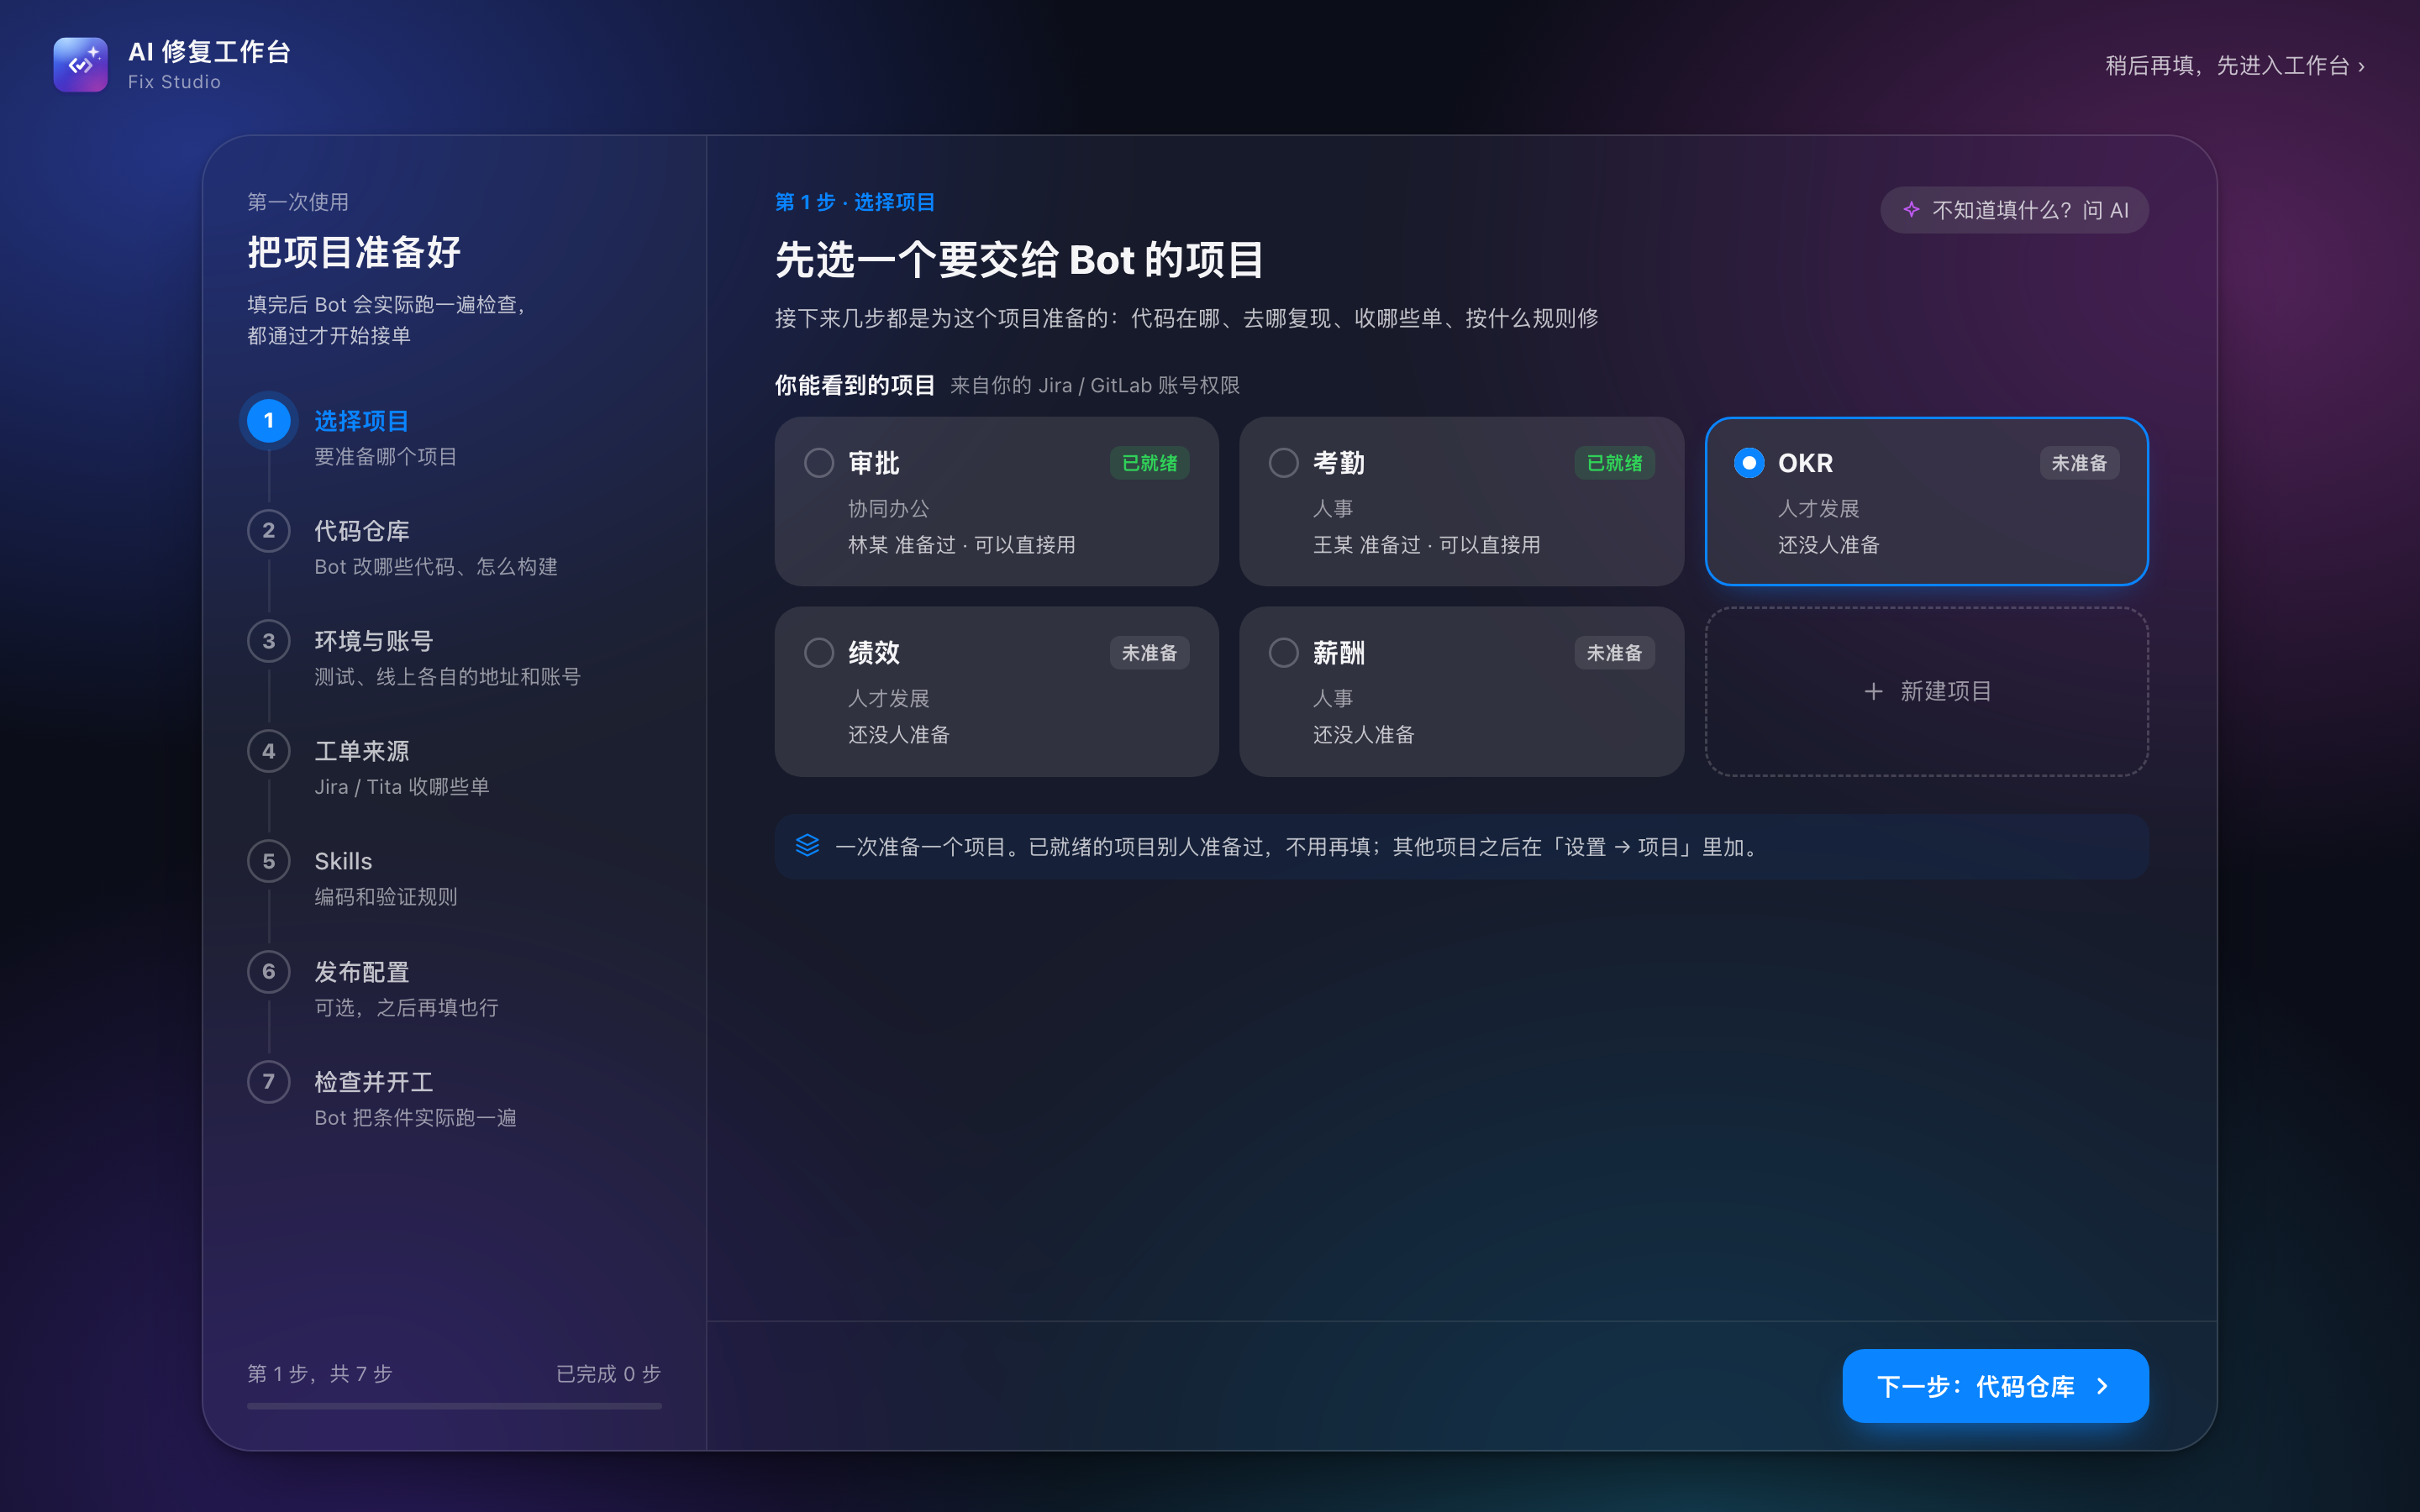 AI 修复工作台
Fix Studio
稍后再填，先进入工作台 ›
第一次使用
把项目准备好
填完后 Bot 会实际跑一遍检查，
都通过才开始接单
1 选择项目
要准备哪个项目
2 代码仓库
Bot 改哪些代码、怎么构建
3 环境与账号
测试、线上各自的地址和账号
4 工单来源
Jira / Tita 收哪些单
5 Skills
编码和验证规则
6 发布配置
可选，之后再填也行
7 检查并开工
Bot 把条件实际跑一遍
第 1 步，共 7 步 已完成 0 步
第 1 步 · 选择项目
不知道填什么？问 AI
先选一个要交给 Bot 的项目
接下来几步都是为这个项目准备的：代码在哪、去哪复现、收哪些单、按什么规则修
你能看到的项目 来自你的 Jira / GitLab 账号权限
审批 已就绪
协同办公
林某 准备过 · 可以直接用
考勤 已就绪
人事
王某 准备过 · 可以直接用
OKR 未准备
人才发展
还没人准备
绩效 未准备
人才发展
还没人准备
薪酬 未准备
人事
还没人准备
+ 新建项目
一次准备一个项目。已就绪的项目别人准备过，不用再填；其他项目之后在「设置 → 项目」里加。
下一步：代码仓库 ›